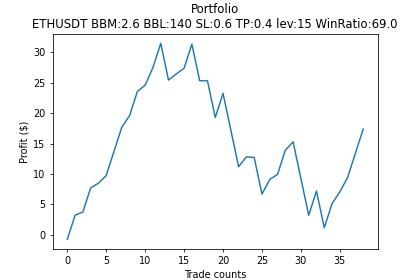 Portfolio
ETHUSDT BBM:2.6 BBL:140 SL:0.6 TP:0.4 lev:15 WinRatio:69.0
Profit ($)
30
25
20
15
10
5
0
0 5 10 15 20 25 30 35
Trade counts